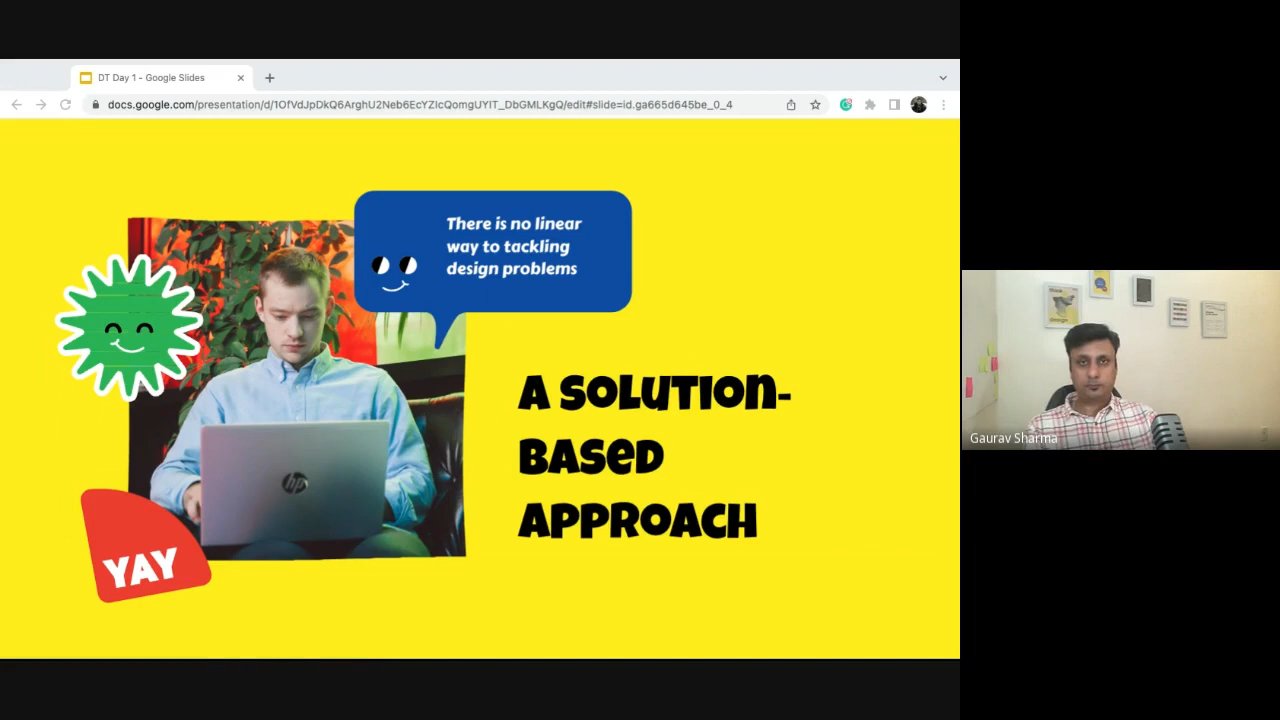 DT Day 1 - Google Slides
docs.google.com/presentation/d/1OfVdJpDkQ6ArghU2Neb6EcYZIcQomgUYIT_DbGMLKgQ/edit#slide=id.ga665d645be_0_4
There is no linear
way to tackling
design problems
A SOLUTION-
BASED
APPROACH
hp
YAY
Gaurav Sharma